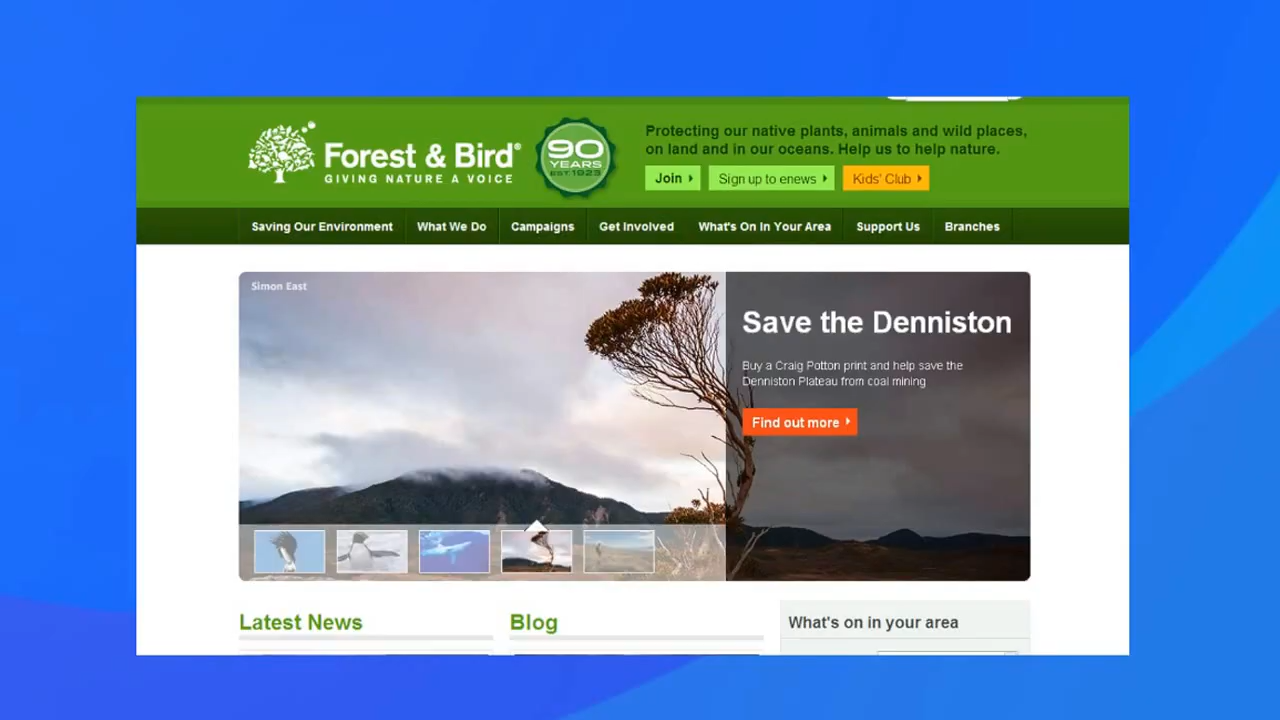 Forest & Bird®
GIVING NATURE A VOICE
90
YEARS
EST.1923
Protecting our native plants, animals and wild places,
on land and in our oceans. Help us to help nature.
Join
Sign up to enews
Kids' Club
Saving Our Environment
What We Do
Campaigns
Get Involved
What's On In Your Area
Support Us
Branches
Simon East
Save the Denniston
Buy a Craig Potton print and help save the
Denniston Plateau from coal mining
Find out more
Latest News
Blog
What's on in your area